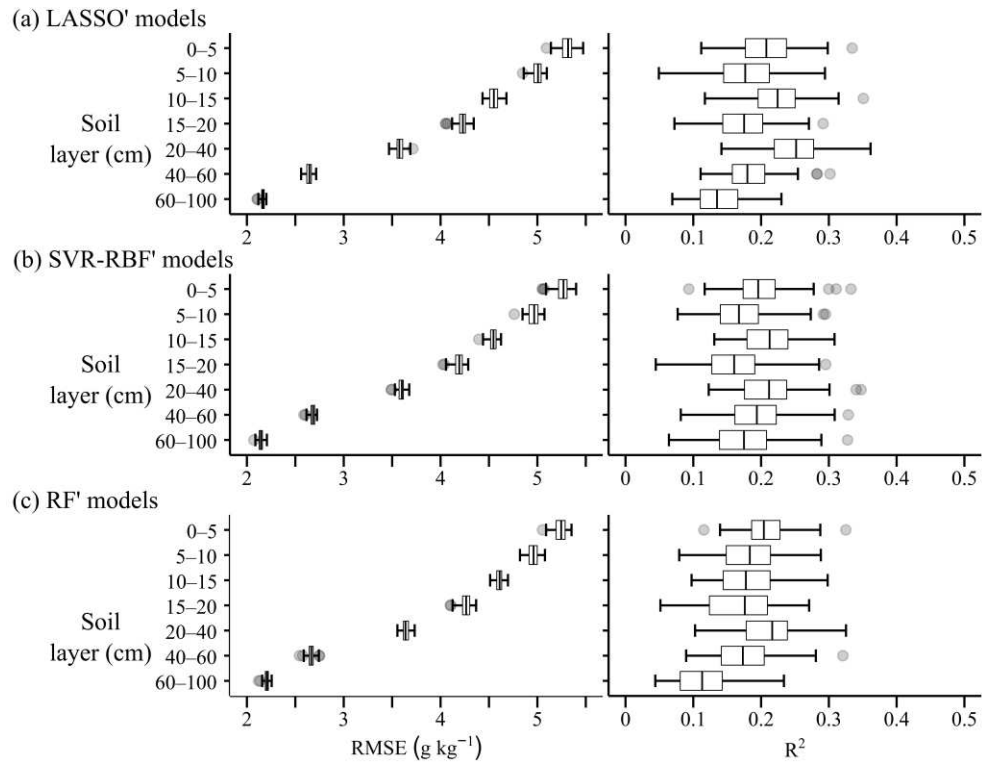 (a) LASSO' models
0–5
5–10
10–15
Soil
layer (cm)
15–20
20–40
40–60
60–100
2 3 4 5 0 0.1 0.2 0.3 0.4 0.5
(b) SVR-RBF' models
0–5
5–10
10–15
Soil
layer (cm)
15–20
20–40
40–60
60–100
2 3 4 5 0 0.1 0.2 0.3 0.4 0.5
(c) RF' models
0–5
5–10
10–15
Soil
layer (cm)
15–20
20–40
40–60
60–100
2 3 4 5 0 0.1 0.2 0.3 0.4 0.5
RMSE (g kg⁻¹) R²